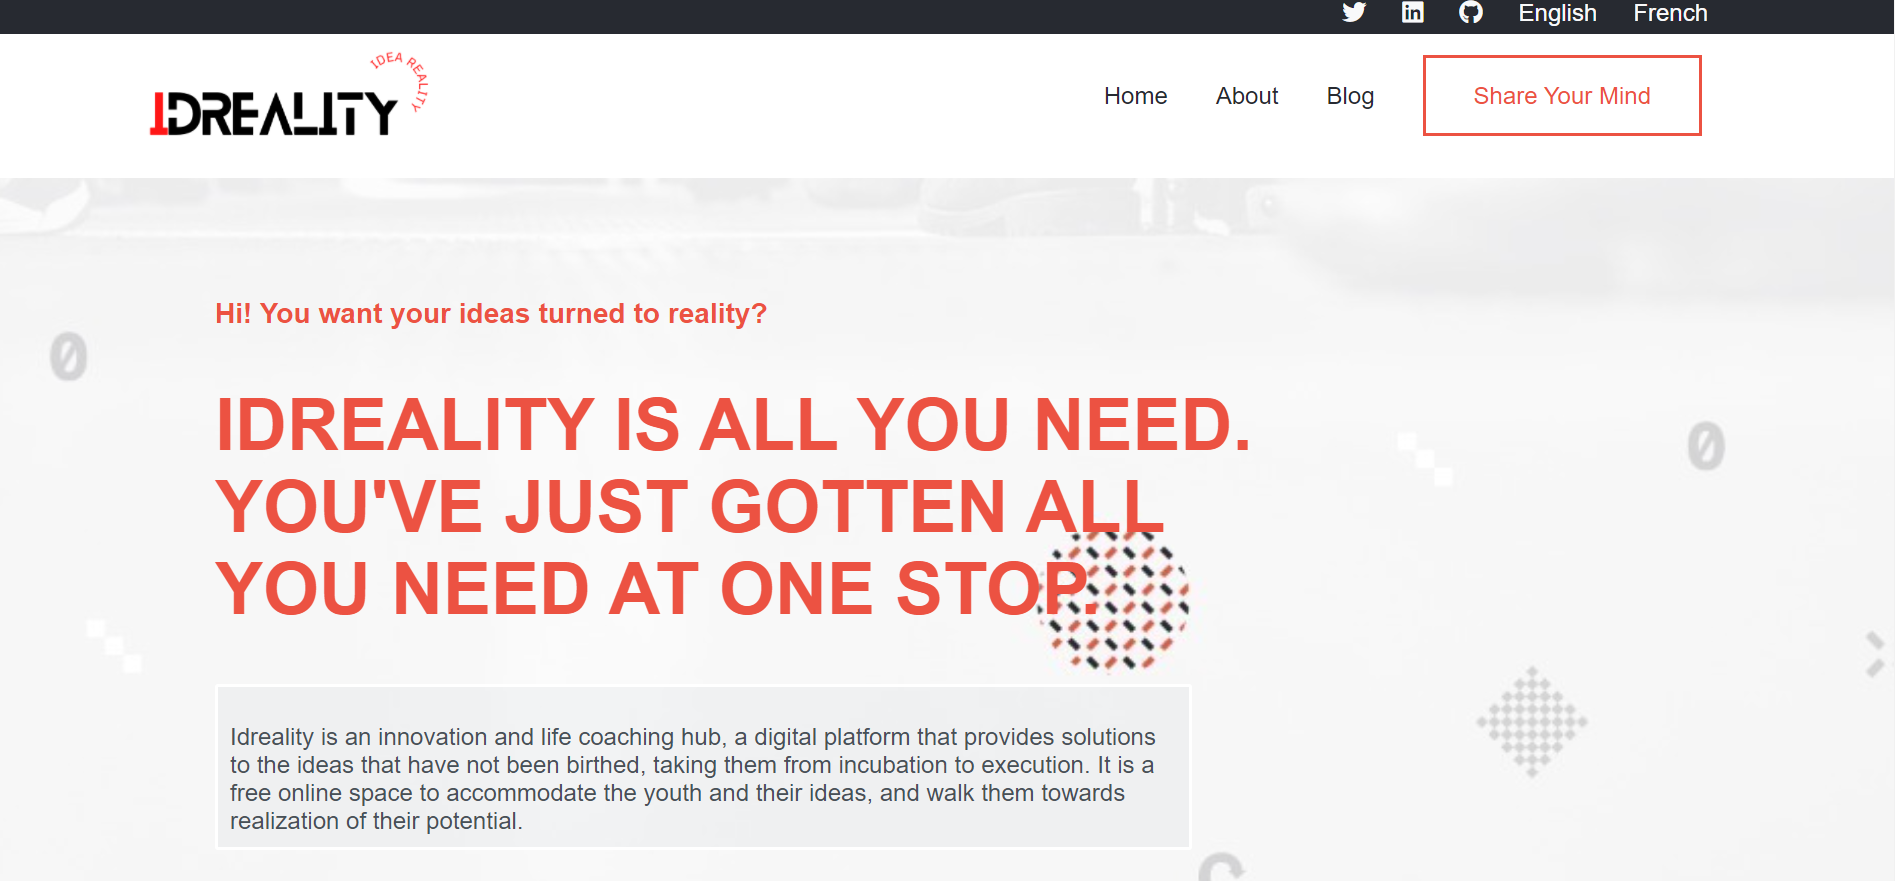 English French
IDEA REALITY
IDREALITY
Home About Blog Share Your Mind
Hi! You want your ideas turned to reality?
IDREALITY IS ALL YOU NEED.
YOU'VE JUST GOTTEN ALL
YOU NEED AT ONE STOP.
Idreality is an innovation and life coaching hub, a digital platform that provides solutions
to the ideas that have not been birthed, taking them from incubation to execution. It is a
free online space to accommodate the youth and their ideas, and walk them towards
realization of their potential.
0
0